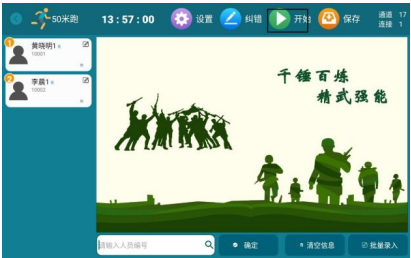 50米跑 13:57:00 设置 纠错 开始 保存 通道 17
连接 1
1 黄晓明1
10001
2 李晨1
10002
千锤百炼
精武强能
请输入人员编号 确定 清空信息 批量录入